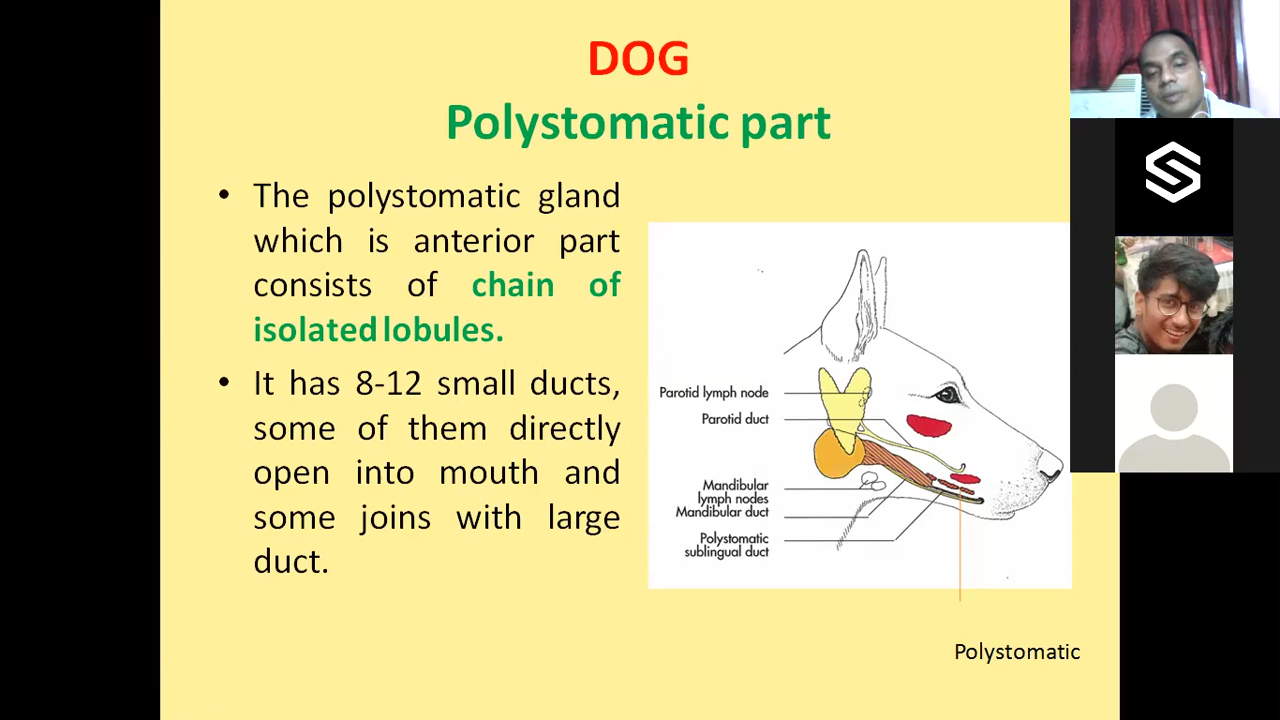 DOG
Polystomatic part
• The polystomatic gland
which is anterior part
consists of chain of
isolated lobules.
• It has 8-12 small ducts,
some of them directly
open into mouth and
some joins with large
duct.
Parotid lymph node
Parotid duct
Mandibular
lymph nodes
Mandibular duct
Polystomatic
sublingual duct
Polystomatic